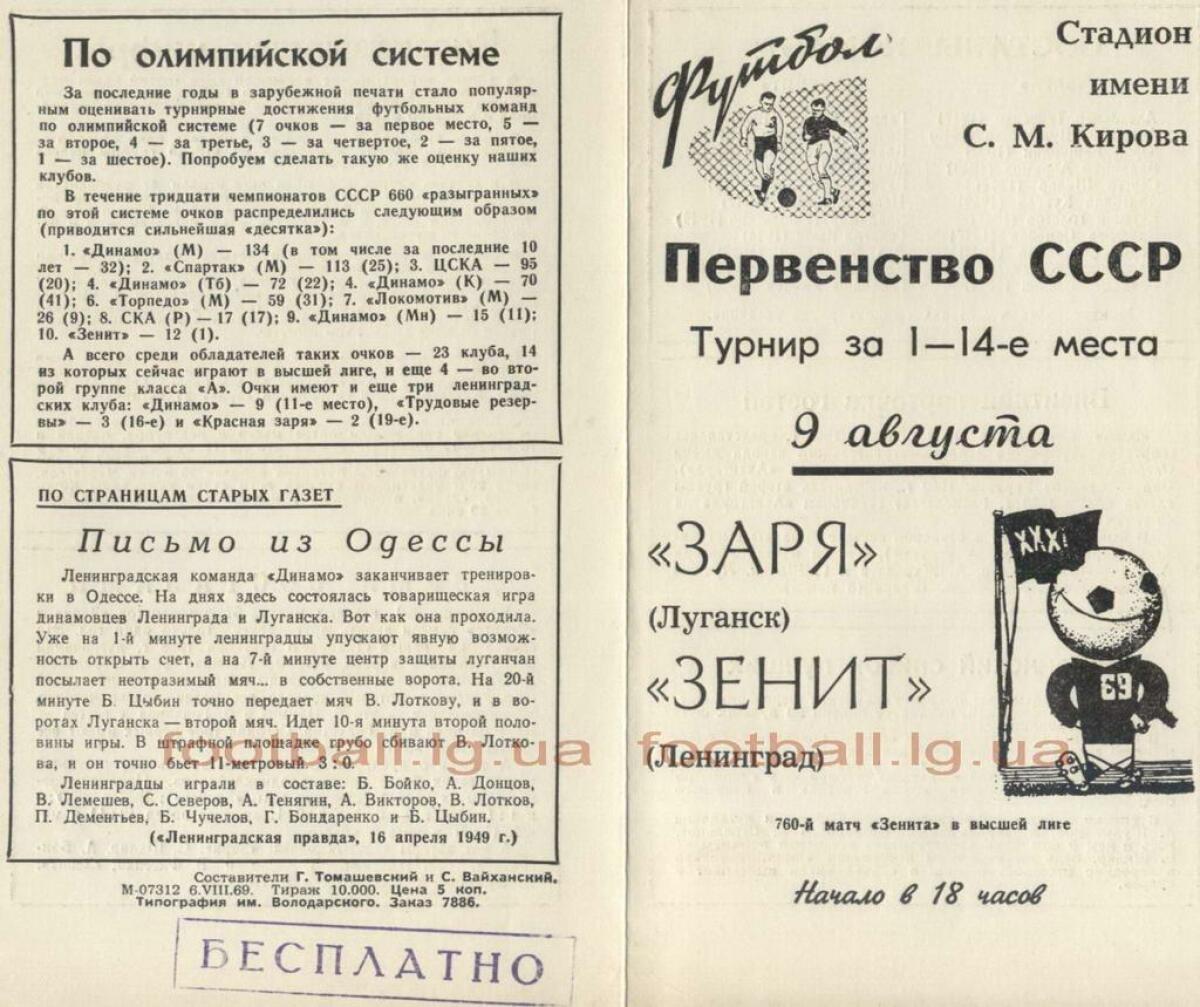 По олимпийской системе
За последние годы в зарубежной печати стало популяр-
ным оценивать турнирные достижения футбольных команд
по олимпийской системе (7 очков — за первое место, 5 —
за второе, 4 — за третье, 3 — за четвертое, 2 — за пятое,
1 — за шестое). Попробуем сделать такую же оценку наших
клубов.
В течение тридцати чемпионатов СССР 660 «разыгранных»
по этой системе очков распределились следующим образом
(приводится сильнейшая «десятка»):
1. «Динамо» (М) — 134 (в том числе за последние 10
лет — 32); 2. «Спартак» (М) — 113 (25); 3. ЦСКА — 95
(20); 4. «Динамо» (Тб) — 72 (22); 4. «Динамо» (К) — 70
(41); 6. «Торпедо» (М) — 59 (31); 7. «Локомотив» (М) —
26 (9); 8. СКА (Р) — 17 (17); 9. «Динамо» (Мн) — 15 (11);
10. «Зенит» — 12 (1).
А всего среди обладателей таких очков — 23 клуба, 14
из которых сейчас играют в высшей лиге, и еще 4 — во вто-
рой группе класса «А». Очки имеют и еще три ленинград-
ских клуба: «Динамо» — 9 (11-е место), «Трудовые резер-
вы» — 3 (16-е) и «Красная заря» — 2 (19-е).
ПО СТРАНИЦАМ СТАРЫХ ГАЗЕТ
Письмо из Одессы
Ленинградская команда «Динамо» заканчивает трениров-
ки в Одессе. На днях здесь состоялась товарищеская игра
динамовцев Ленинграда и Луганска. Вот как она проходила.
Уже на 1-й минуте ленинградцы упускают явную возмож-
ность открыть счет, а на 7-й минуте центр защиты луганчан
посылает неотразимый мяч... в собственные ворота. На 20-й
минуте Б. Цыбин точно передает мяч В. Лоткову, и в во-
ротах Луганска — второй мяч. Идет 10-я минута второй поло-
вины игры. В штрафной площадке грубо сбивают В. Лотко-
ва, и он точно бьет 11-метровый. 3 : 0.
Ленинградцы играли в составе: Б. Бойко, А. Донцов,
В. Лемешев, С. Северов, А. Тенягин, А. Викторов, В. Лотков,
П. Дементьев, Б. Чучелов, Г. Бондаренко и Б. Цыбин.
(«Ленинградская правда», 16 апреля 1949 г.)
Составители Г. Томашевский и С. Вайханский.
М-07312 6.VIII.69. Тираж 10.000. Цена 5 коп.
Типография им. Володарского. Заказ 7886.
БЕСПЛАТНО
Футбол
Стадион
имени
С. М. Кирова
Первенство СССР
Турнир за 1—14-е места
9 августа
«ЗАРЯ»
(Луганск)
«ЗЕНИТ»
(Ленинград)
XXXI
69
760-й матч «Зенита» в высшей лиге
Начало в 18 часов
football.lg.ua football.lg.ua